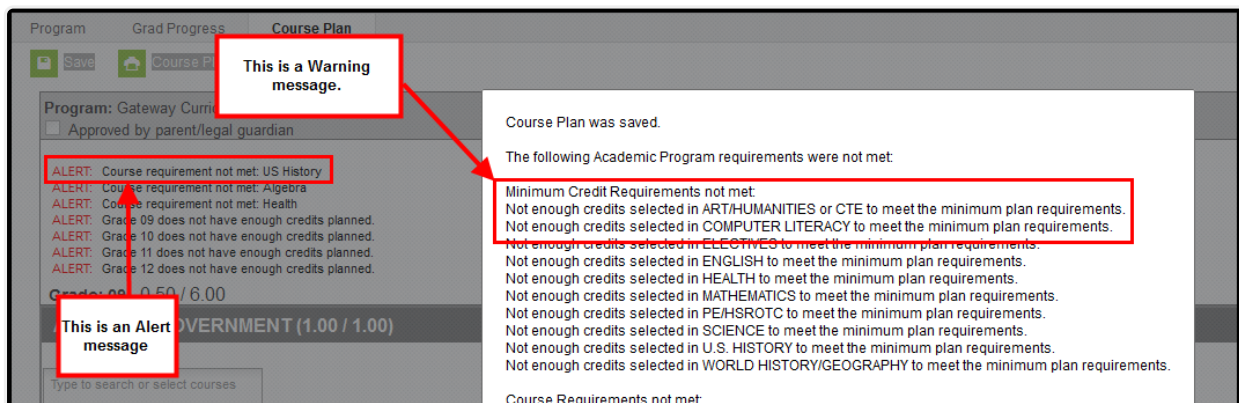 Program Grad Progress Course Plan
Save Course P
This is a Warning
message.
Program: Gateway Curri
Approved by parent/legal guardian
ALERT: Course requirement not met: US History
ALERT: Course requirement not met: Algebra
ALERT: Course requirement not met: Health
ALERT: Grade 09 does not have enough credits planned.
ALERT: Grade 10 does not have enough credits planned.
ALERT: Grade 11 does not have enough credits planned.
ALERT: Grade 12 does not have enough credits planned.
Grade: 09 0.50 / 6.00
This is an Alert
message
OVERNMENT (1.00 / 1.00)
Type to search or select courses
Course Plan was saved.
The following Academic Program requirements were not met:
Minimum Credit Requirements not met:
Not enough credits selected in ART/HUMANITIES or CTE to meet the minimum plan requirements.
Not enough credits selected in COMPUTER LITERACY to meet the minimum plan requirements.
Not enough credits selected in ELECTIVES to meet the minimum plan requirements.
Not enough credits selected in ENGLISH to meet the minimum plan requirements.
Not enough credits selected in HEALTH to meet the minimum plan requirements.
Not enough credits selected in MATHEMATICS to meet the minimum plan requirements.
Not enough credits selected in PE/HSROTC to meet the minimum plan requirements.
Not enough credits selected in SCIENCE to meet the minimum plan requirements.
Not enough credits selected in U.S. HISTORY to meet the minimum plan requirements.
Not enough credits selected in WORLD HISTORY/GEOGRAPHY to meet the minimum plan requirements.
Course Requirements not met: